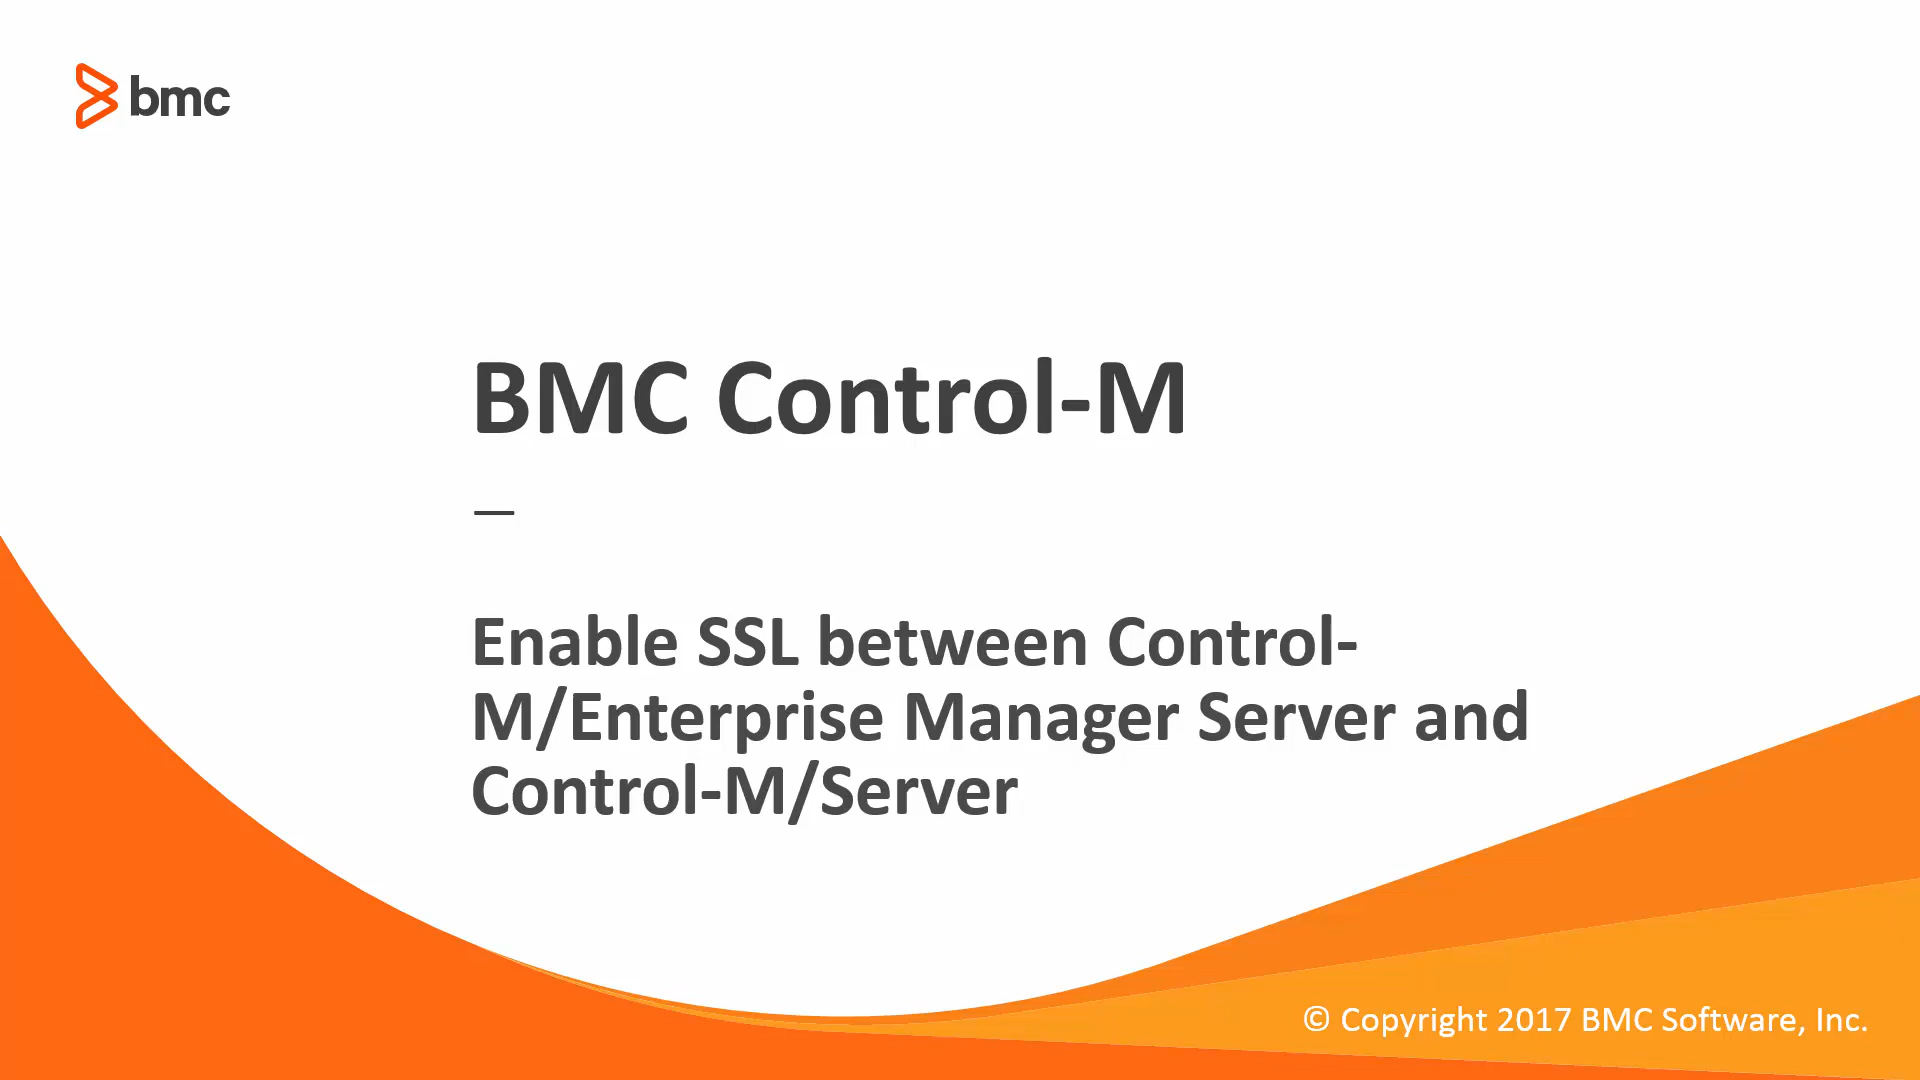 bmc
BMC Control-M
Enable SSL between Control-
M/Enterprise Manager Server and
Control-M/Server
© Copyright 2017 BMC Software, Inc.